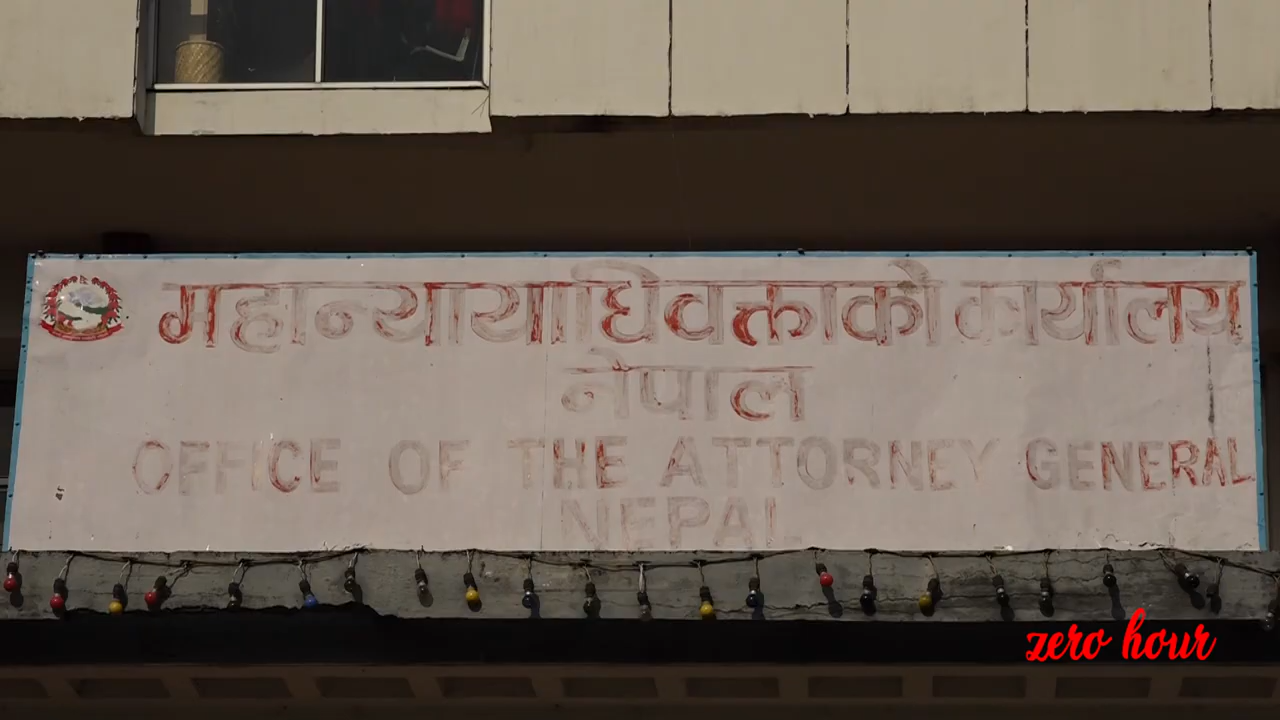 महान्यायाधिवक्ताको कार्यालय
नेपाल
OFFICE OF THE ATTORNEY GENERAL
NEPAL
zero hour